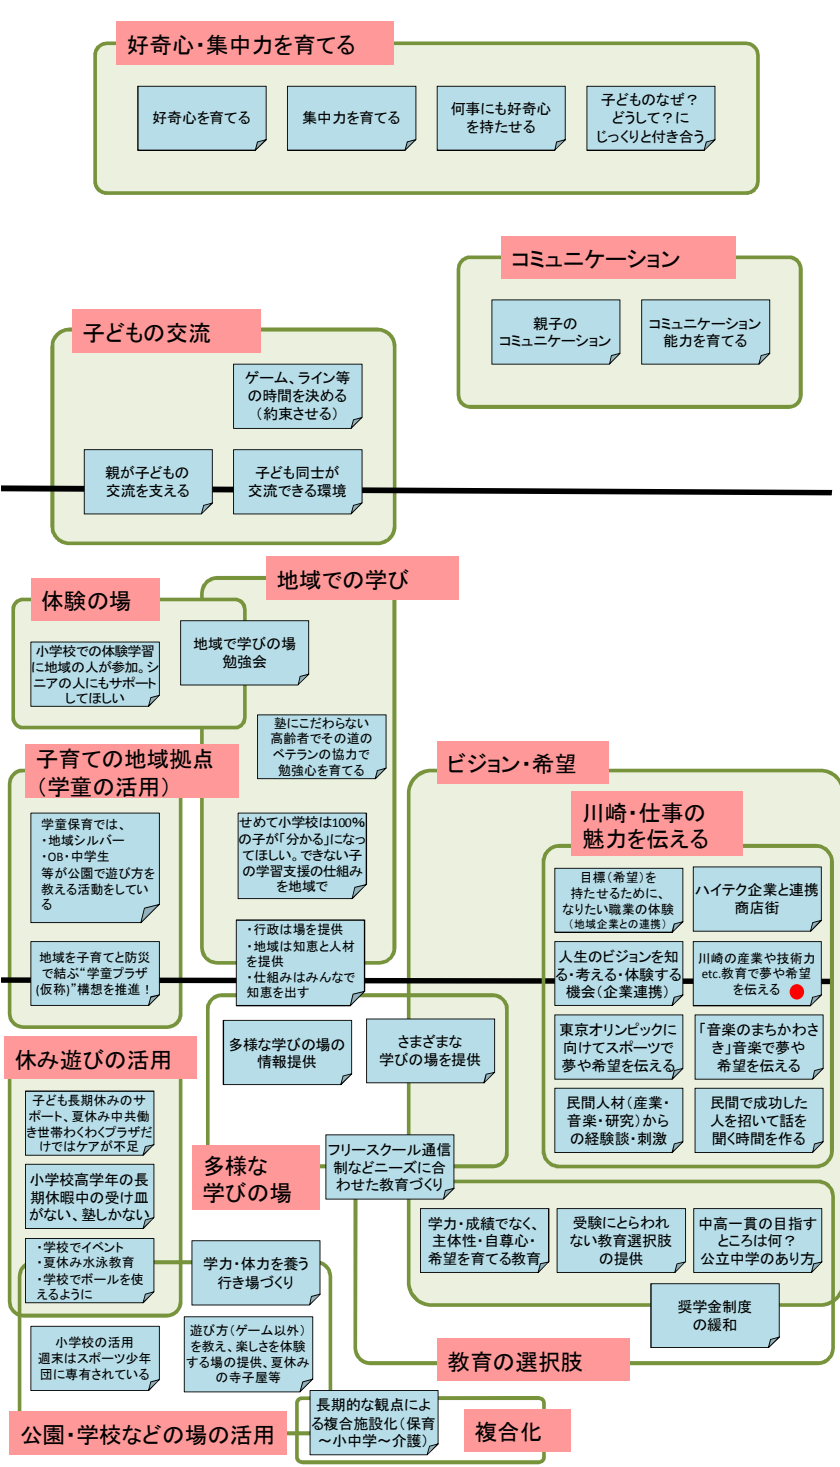 好奇心・集中力を育てる
好奇心を育てる
集中力を育てる
何事にも好奇心
を持たせる
子どものなぜ？
どうして？に
じっくりと付き合う
コミュニケーション
親子の
コミュニケーション
コミュニケーション
能力を育てる
子どもの交流
ゲーム、ライン等
の時間を決める
（約束させる）
親が子どもの
交流を支える
子ども同士が
交流できる環境
地域での学び
体験の場
小学校での体験学習
に地域の人が参加。シ
ニアの人にもサポート
してほしい
地域で学びの場
勉強会
塾にこだわらない
高齢者でその道の
ベテランの協力で
勉強心を育てる
せめて小学校は100%
の子が「分かる」になっ
てほしい。できない子
の学習支援の仕組み
を地域で
・行政は場を提供
・地域は知恵と人材
を提供
・仕組みはみんなで
知恵を出す
子育ての地域拠点
（学童の活用）
学童保育では、
・地域シルバー
・OB・中学生
等が公園で遊び方を
教える活動をしてい
る
地域を子育てと防災
で結ぶ“学童プラザ
(仮称)”構想を推進！
ビジョン・希望
川崎・仕事の
魅力を伝える
目標（希望）を
持たせるために、
なりたい職業の体験
（地域企業との連携）
ハイテク企業と連携
商店街
人生のビジョンを知
る・考える・体験する
機会（企業連携）
川崎の産業や技術力
etc.教育で夢や希望
を伝える
東京オリンピックに
向けてスポーツで
夢や希望を伝える
「音楽のまちかわさ
き」音楽で夢や
希望を伝える
民間人材（産業・
音楽・研究）から
の経験談・刺激
民間で成功した
人を招いて話を
聞く時間を作る
多様な学びの場の
情報提供
さまざまな
学びの場を提供
多様な
学びの場
フリースクール通信
制などニーズに合
わせた教育づくり
休み遊びの活用
子ども長期休みのサ
ポート、夏休み中共働
き世帯わくわくプラザだ
けではケアが不足
小学校高学年の長
期休暇中の受け皿
がない、塾しかない
・学校でイベント
・夏休み水泳教育
・学校でボールを使
えるように
学力・体力を養う
行き場づくり
小学校の活用
週末はスポーツ少年
団に専有されている
遊び方（ゲーム以外）
を教え、楽しさを体験
する場の提供、夏休み
の寺子屋等
公園・学校などの場の活用
長期的な観点によ
る複合施設化（保育
～小中学～介護）
複合化
学力・成績でなく、
主体性・自尊心・
希望を育てる教育
受験にとらわれ
ない教育選択肢
の提供
中高一貫の目指す
ところは何？
公立中学のあり方
奨学金制度
の緩和
教育の選択肢